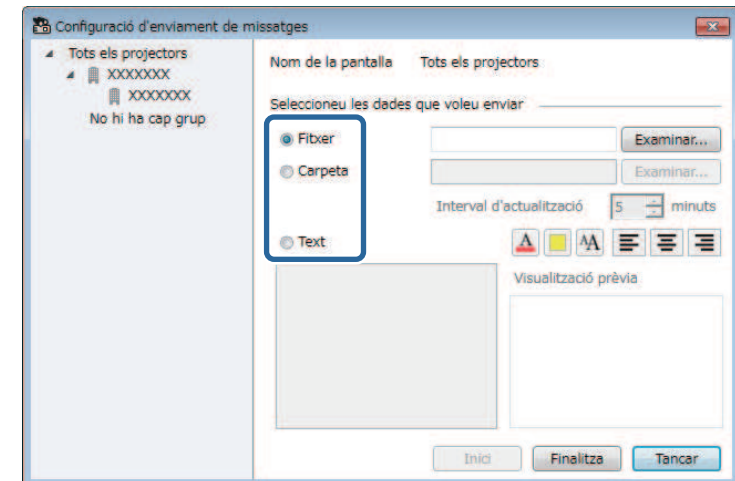 Configuració d'enviament de missatges
Tots els projectors
XXXXXXX
XXXXXXX
No hi ha cap grup
Nom de la pantalla Tots els projectors
Seleccioneu les dades que voleu enviar
Fitxer Examinar...
Carpeta Examinar...
Interval d'actualització 5 minuts
Text A AA
Visualització prèvia
Inici Finalitza Tancar